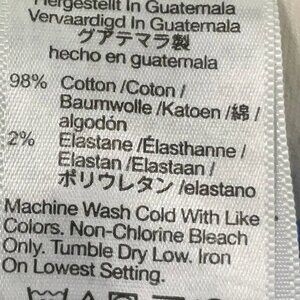 Hergestellt In Guatemala
Vervaardigd In Guatemala
グアテマラ製
hecho en guatemala
98% Cotton /Coton /
Baumwolle /Katoen /綿 /
algodón
2% Elastane /Élasthanne /
Elastan /Elastaan /
ポリウレタン /elastano
Machine Wash Cold With Like
Colors. Non-Chlorine Bleach
Only. Tumble Dry Low. Iron
On Lowest Setting.